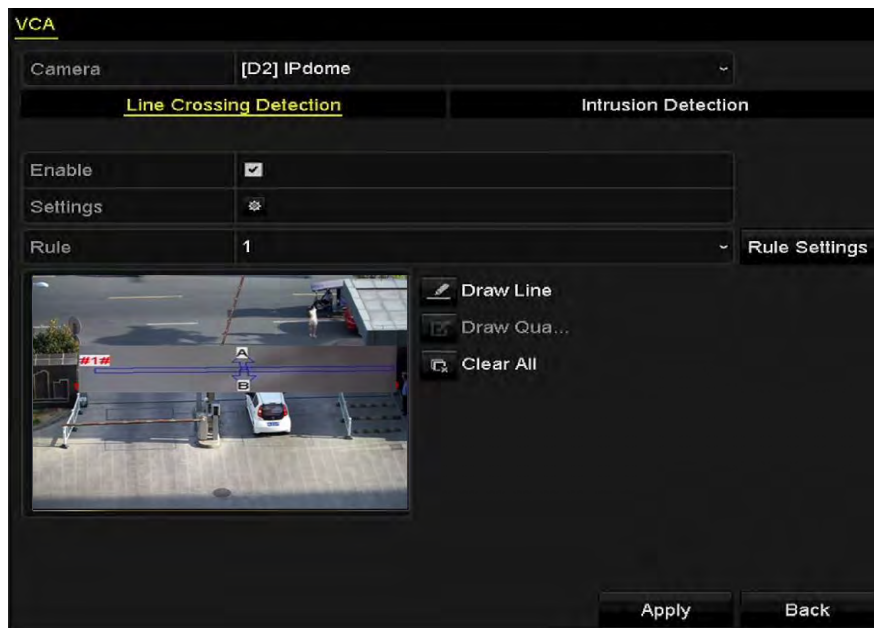 VCA
Camera [D2] IPdome
Line Crossing Detection Intrusion Detection
Enable
Settings
Rule 1 Rule Settings
Draw Line
Draw Qua...
Clear All
#1#
A
B
Apply Back